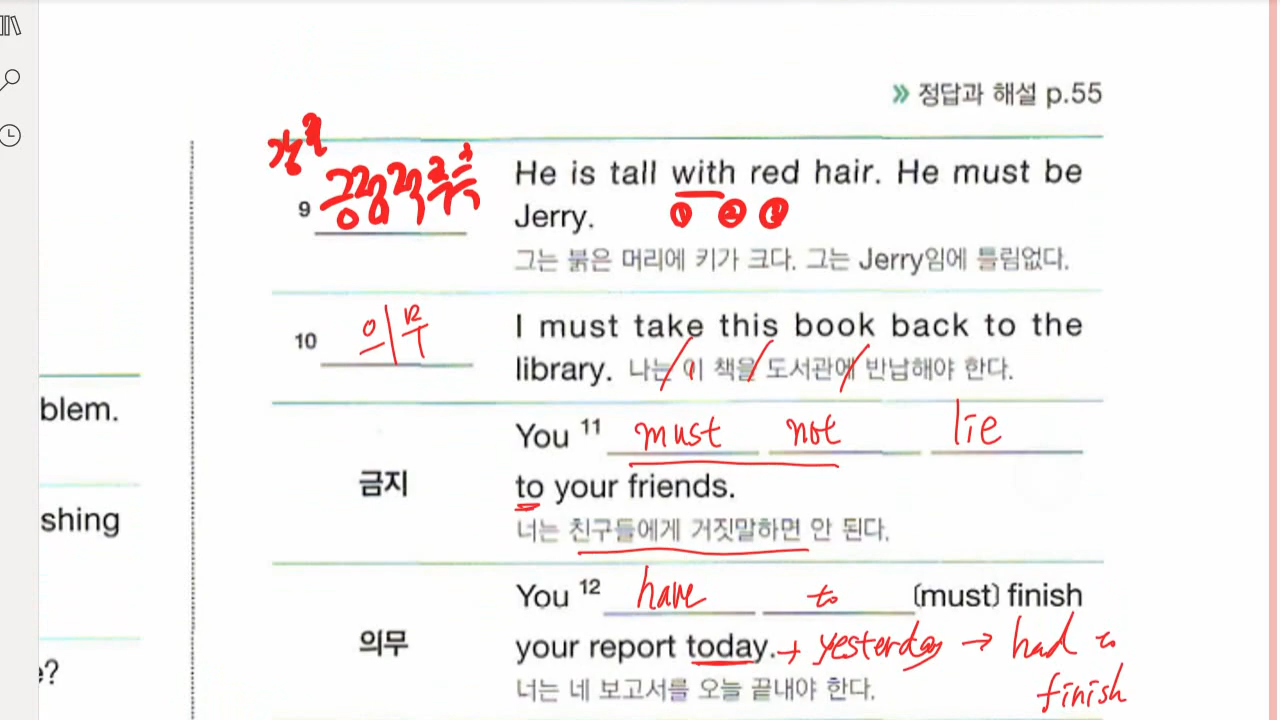 » 정답과 해설 p.55
강한
긍정적 추측
9
He is tall with red hair. He must be
Jerry.
① ② ③
그는 붉은 머리에 키가 크다. 그는 Jerry임에 틀림없다.
10 의무
I must take this book back to the
library. 나는 이 책을 도서관에 반납해야 한다.
blem.
You 11 must not lie
금지
to your friends.
shing
너는 친구들에게 거짓말하면 안 된다.
You 12 have to (must) finish
의무
your report today. → yesterday → had to
finish
e?
너는 네 보고서를 오늘 끝내야 한다.